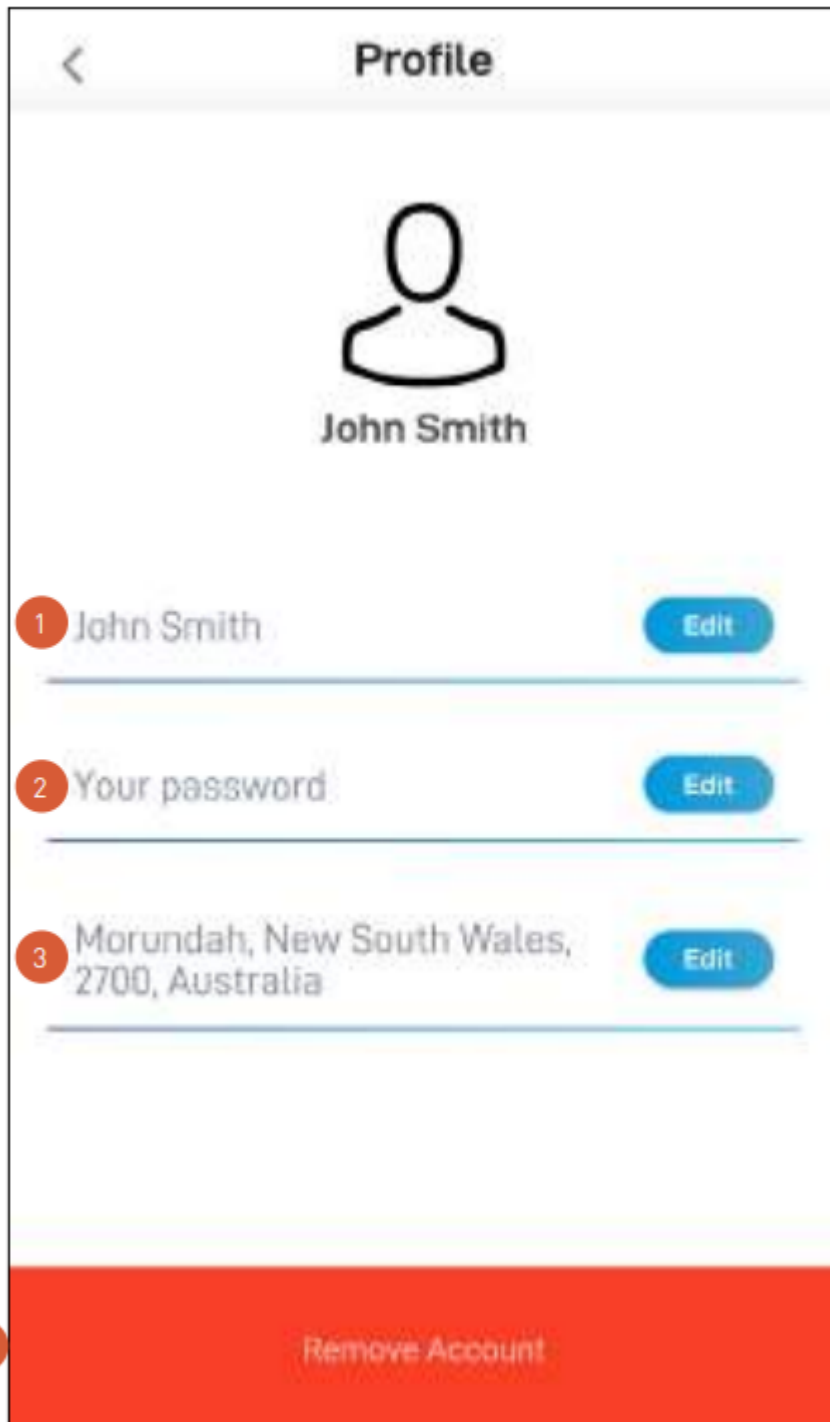 Profile
John Smith
1 John Smith Edit
2 Your password Edit
3 Morundah, New South Wales,
2700, Australia Edit
Remove Account